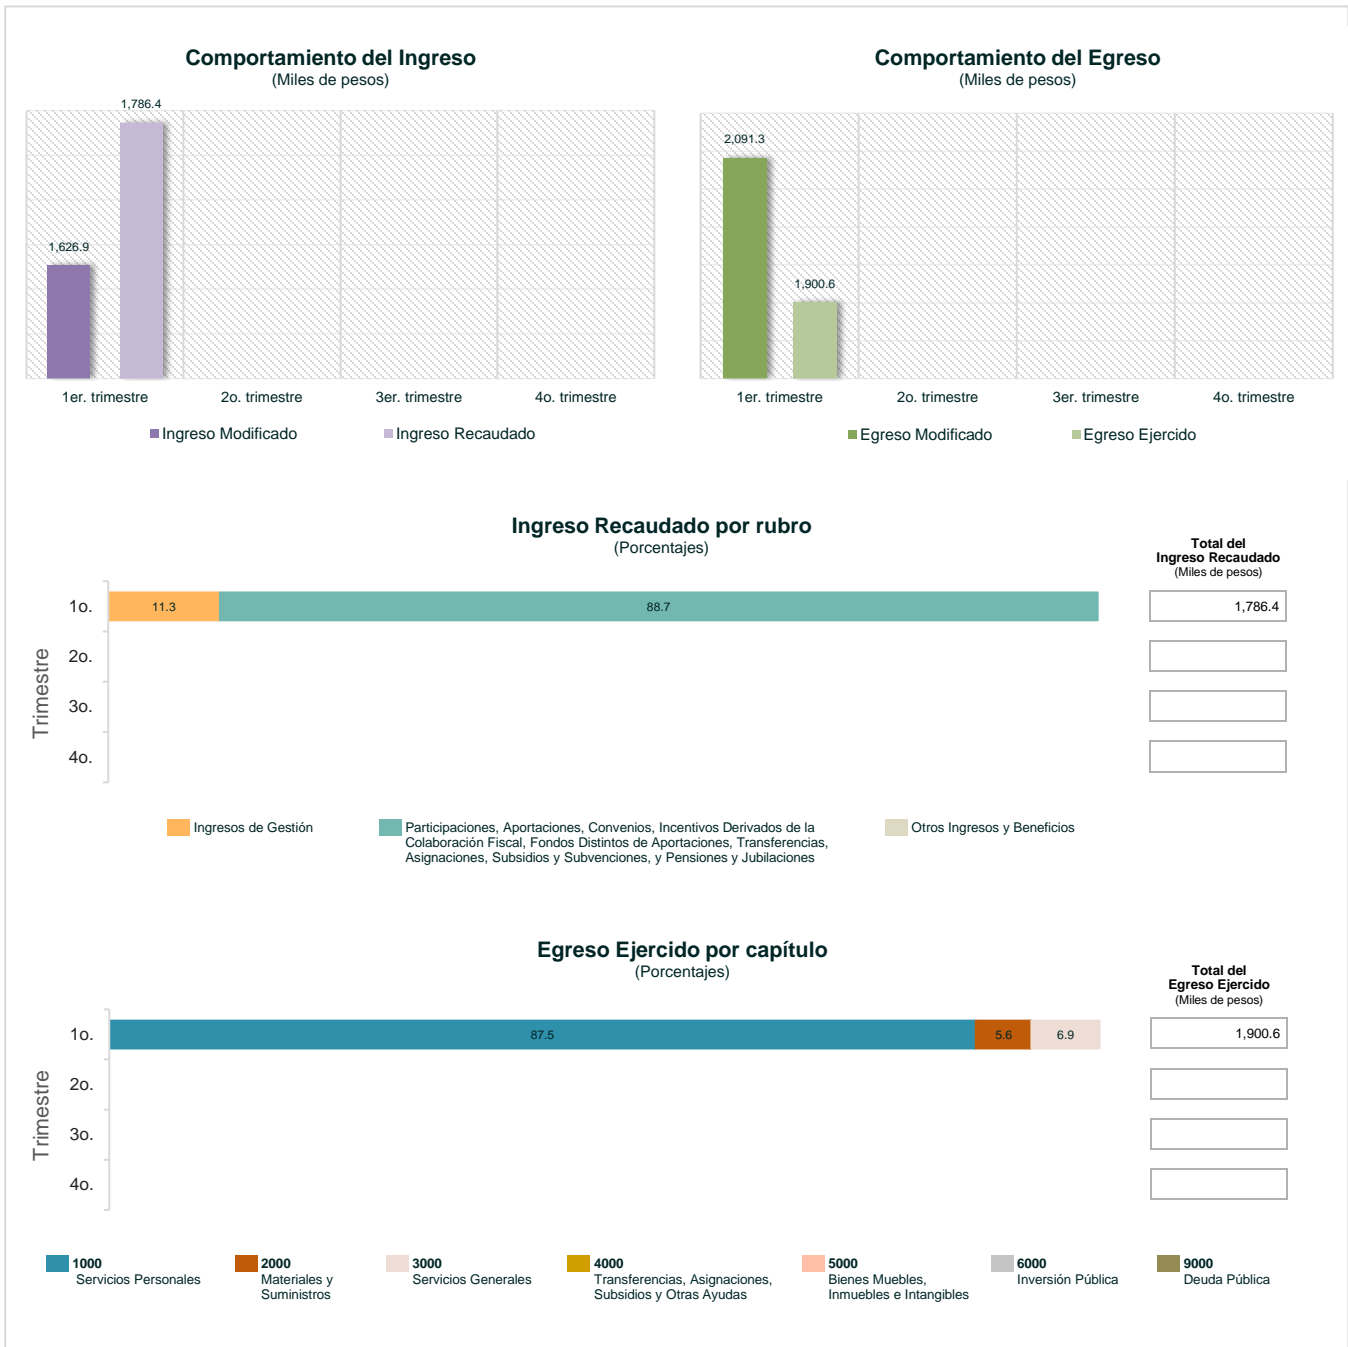 Comportamiento del Ingreso
(Miles de pesos)
1,786.4
1,626.9
1er. trimestre
2o. trimestre
3er. trimestre
4o. trimestre
Ingreso Modificado
Ingreso Recaudado
Comportamiento del Egreso
(Miles de pesos)
2,091.3
1,900.6
1er. trimestre
2o. trimestre
3er. trimestre
4o. trimestre
Egreso Modificado
Egreso Ejercido
Ingreso Recaudado por rubro
(Porcentajes)
Total del
Ingreso Recaudado
(Miles de pesos)
Trimestre
1o.
11.3
88.7
1,786.4
2o.
3o.
4o.
Ingresos de Gestión
Participaciones, Aportaciones, Convenios, Incentivos Derivados de la
Colaboración Fiscal, Fondos Distintos de Aportaciones, Transferencias,
Asignaciones, Subsidios y Subvenciones, y Pensiones y Jubilaciones
Otros Ingresos y Beneficios
Egreso Ejercido por capítulo
(Porcentajes)
Total del
Egreso Ejercido
(Miles de pesos)
Trimestre
1o.
87.5
5.6
6.9
1,900.6
2o.
3o.
4o.
1000
Servicios Personales
2000
Materiales y
Suministros
3000
Servicios Generales
4000
Transferencias, Asignaciones,
Subsidios y Otras Ayudas
5000
Bienes Muebles,
Inmuebles e Intangibles
6000
Inversión Pública
9000
Deuda Pública